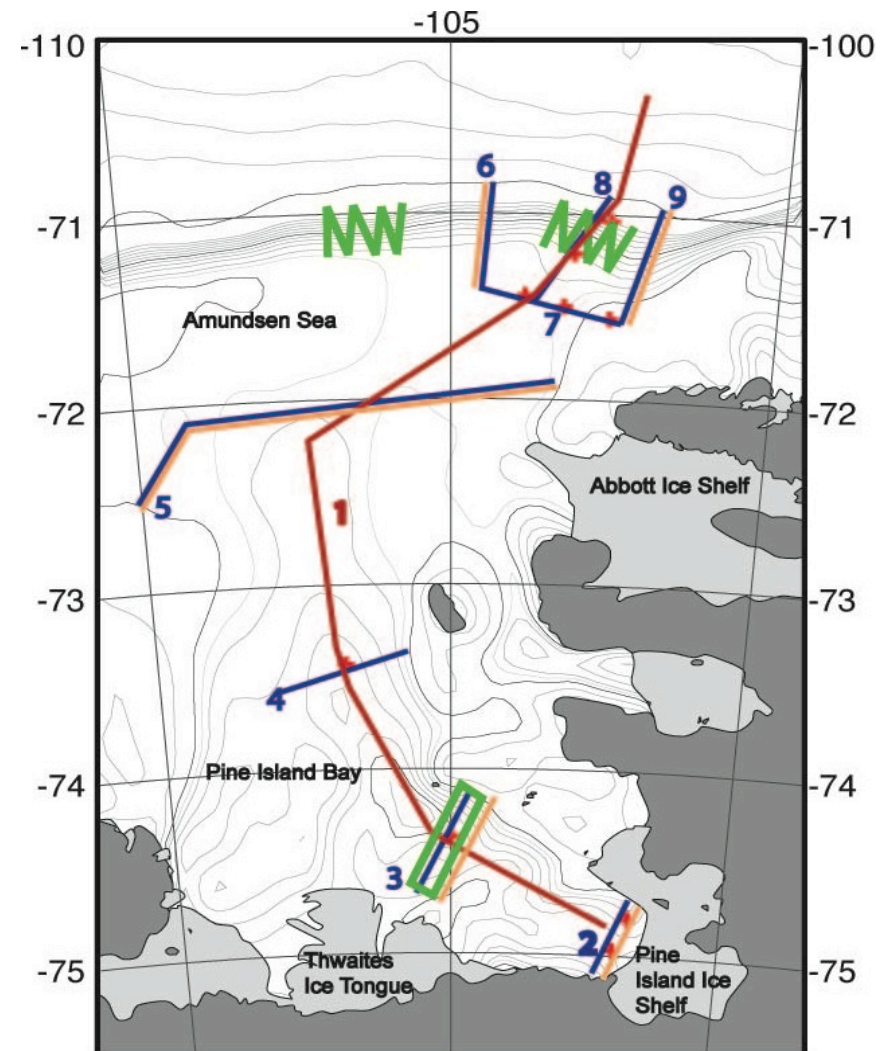 -105
-110
-100
6
8
9
-71
-71
Amundsen Sea
7
-72
-72
Abbott Ice Shelf
5
1
-73
-73
4
Pine Island Bay
-74
-74
3
2
Pine
Island Ice
Shelf
Thwaites
Ice Tongue
-75
-75